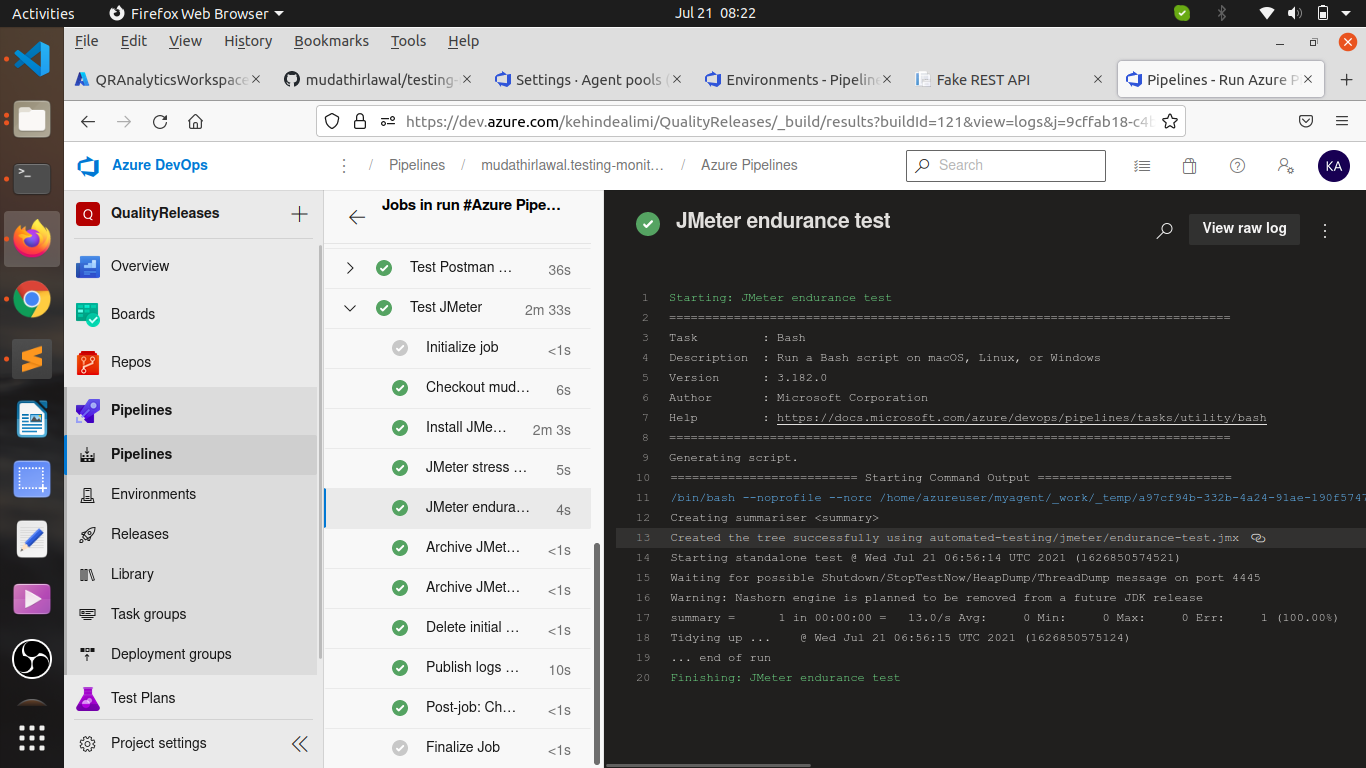 Activities Firefox Web Browser Jul 21 08:22
File Edit View History Bookmarks Tools Help
QRAnalyticsWorkspace mudathirlawal/testing- Settings · Agent pools ( Environments - Pipeline Fake REST API Pipelines - Run Azure P
https://dev.azure.com/kehindealimi/QualityReleases/_build/results?buildId=121&view=logs&j=9cffab18-c4b
Azure DevOps / Pipelines / mudathirlawal.testing-monit... / Azure Pipelines Search KA
Q QualityReleases
Overview
Boards
Repos
Pipelines
Pipelines
Environments
Releases
Library
Task groups
Deployment groups
Test Plans
Project settings
Jobs in run #Azure Pipe...
Test Postman ... 36s
Test JMeter 2m 33s
Initialize job <1s
Checkout mud... 6s
Install JMe... 2m 3s
JMeter stress ... 5s
JMeter endura... 4s
Archive JMet... <1s
Archive JMet... <1s
Delete initial ... <1s
Publish logs ... 10s
Post-job: Ch... <1s
Finalize Job <1s
JMeter endurance test
View raw log
1 Starting: JMeter endurance test
2 ==============================================================================
3 Task : Bash
4 Description : Run a Bash script on macOS, Linux, or Windows
5 Version : 3.182.0
6 Author : Microsoft Corporation
7 Help : https://docs.microsoft.com/azure/devops/pipelines/tasks/utility/bash
8 ==============================================================================
9 Generating script.
10 ========================== Starting Command Output ===========================
11 /bin/bash --noprofile --norc /home/azureuser/myagent/_work/_temp/a97cf94b-332b-4a24-91ae-190f5747
12 Creating summariser <summary>
13 Created the tree successfully using automated-testing/jmeter/endurance-test.jmx
14 Starting standalone test @ Wed Jul 21 06:56:14 UTC 2021 (1626850574521)
15 Waiting for possible Shutdown/StopTestNow/HeapDump/ThreadDump message on port 4445
16 Warning: Nashorn engine is planned to be removed from a future JDK release
17 summary = 1 in 00:00:00 = 13.0/s Avg: 0 Min: 0 Max: 0 Err: 1 (100.00%)
18 Tidying up ... @ Wed Jul 21 06:56:15 UTC 2021 (1626850575124)
19 ... end of run
20 Finishing: JMeter endurance test